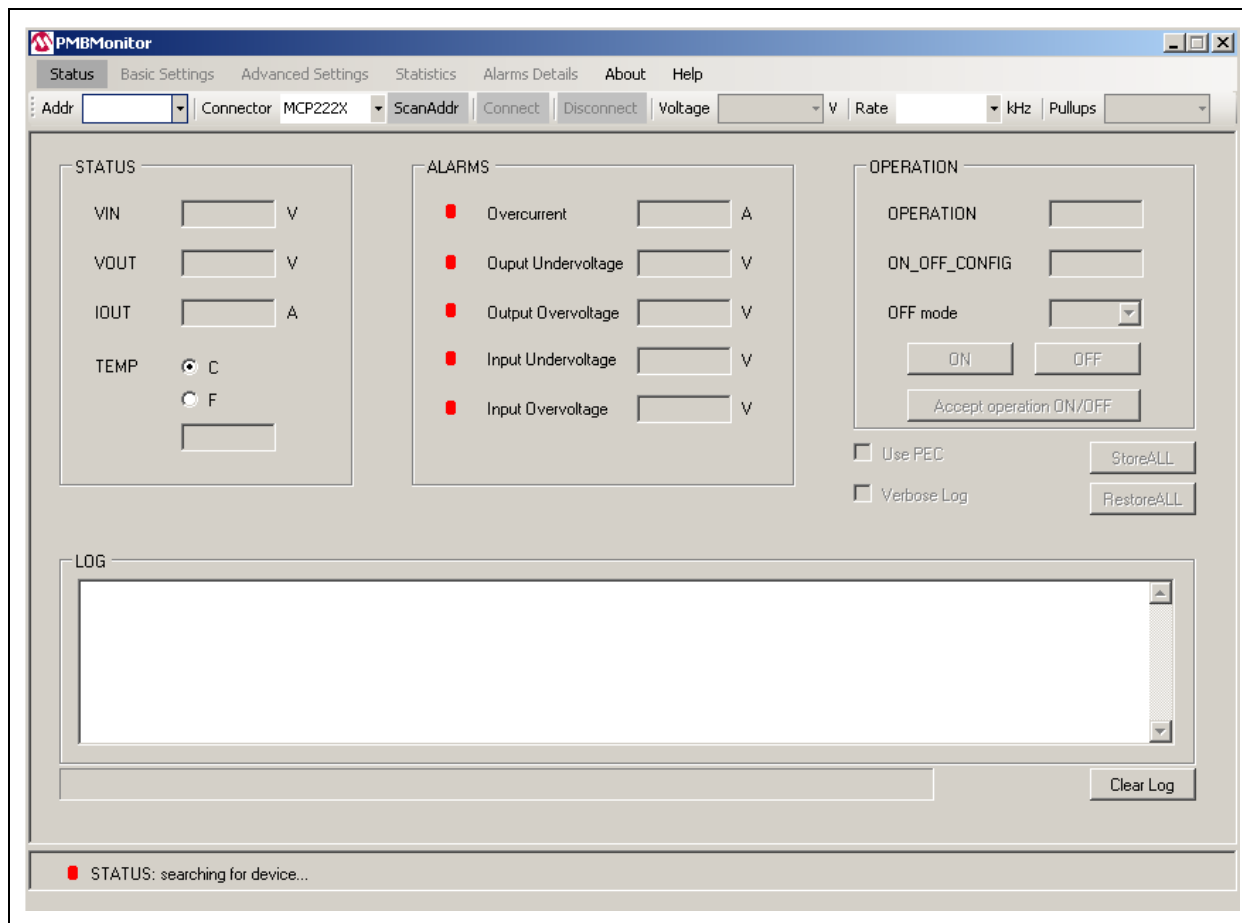 PMBMonitor
Status Basic Settings Advanced Settings Statistics Alarms Details About Help
Addr Connector MCP222X ScanAddr Connect Disconnect Voltage V Rate kHz Pullups
STATUS
VIN V
VOUT V
IOUT A
TEMP C
F
ALARMS
Overcurrent A
Ouput Undervoltage V
Output Overvoltage V
Input Undervoltage V
Input Overvoltage V
OPERATION
OPERATION
ON_OFF_CONFIG
OFF mode
ON OFF
Accept operation ON/OFF
Use PEC StoreALL
Verbose Log RestoreALL
LOG
Clear Log
STATUS: searching for device...